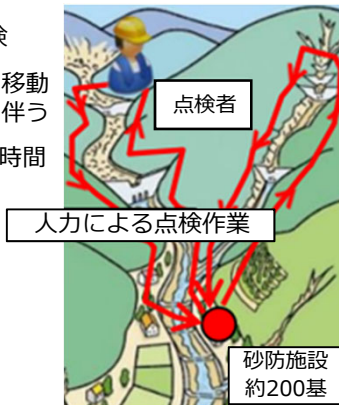 検
移動
伴う
時間
点検者
人力による点検作業
砂防施設
約200基